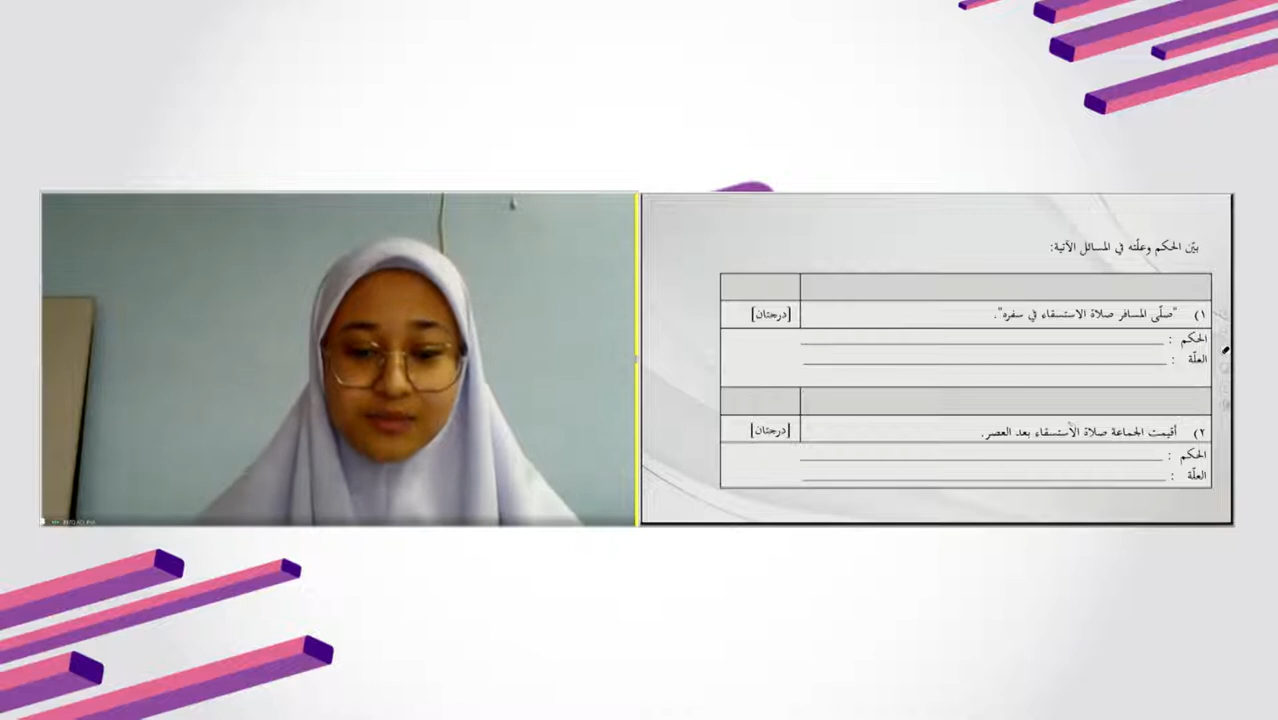 بيّن الحكم وعلّته في المسائل الآتية:
١) "صلّى المسافر صلاة الاستسقاء في سفره". [درجتان]
الحكم :
العلّة :
٢) أقيمت الجماعة صلاة الاستسقاء بعد العصر. [درجتان]
الحكم :
العلّة :